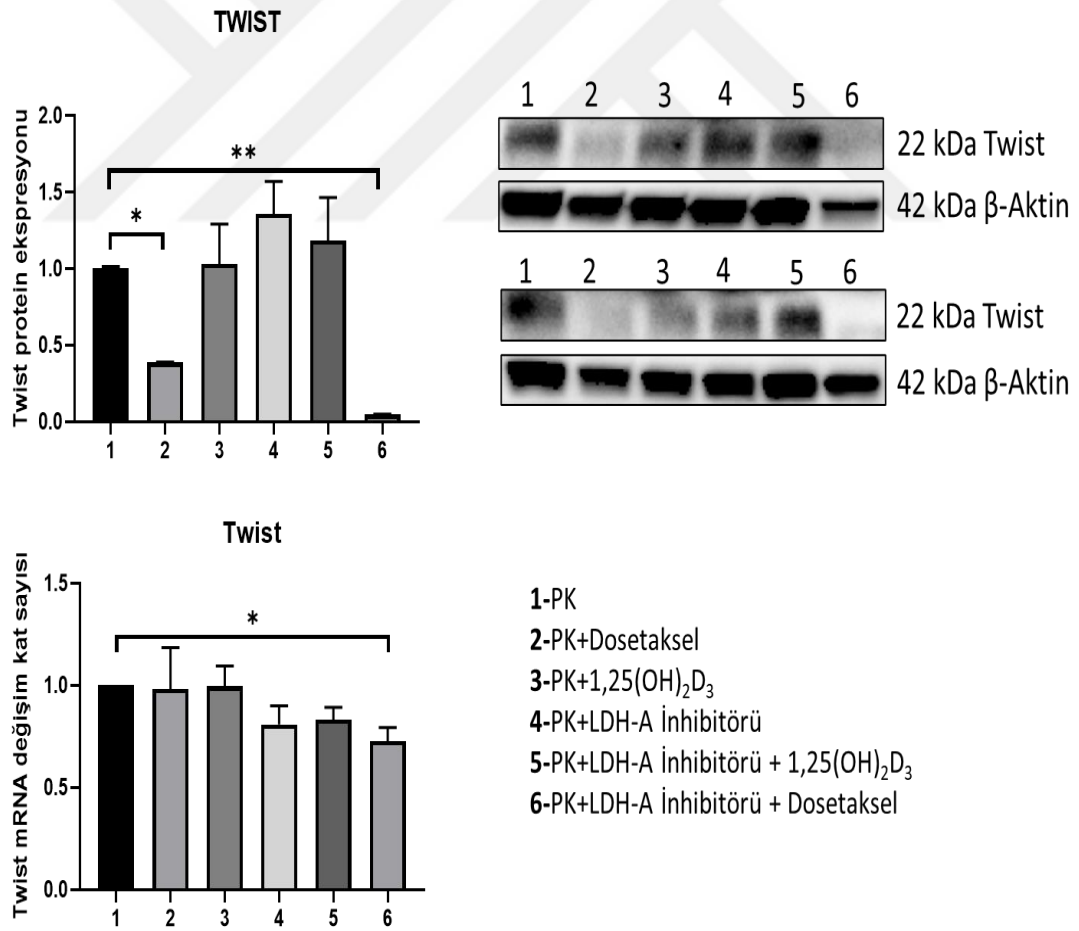 TWIST
Twist protein ekspresyonu
2.0
1.5
1.0
0.5
0.0
*
**
1 2 3 4 5 6
1 2 3 4 5 6
22 kDa Twist
42 kDa β-Aktin
1 2 3 4 5 6
22 kDa Twist
42 kDa β-Aktin
Twist
Twist mRNA değişim kat sayısı
1.5
1.0
0.5
0.0
*
1 2 3 4 5 6
1-PK
2-PK+Dosetaksel
3-PK+1,25(OH)₂D₃
4-PK+LDH-A İnhibitörü
5-PK+LDH-A İnhibitörü + 1,25(OH)₂D₃
6-PK+LDH-A İnhibitörü + Dosetaksel